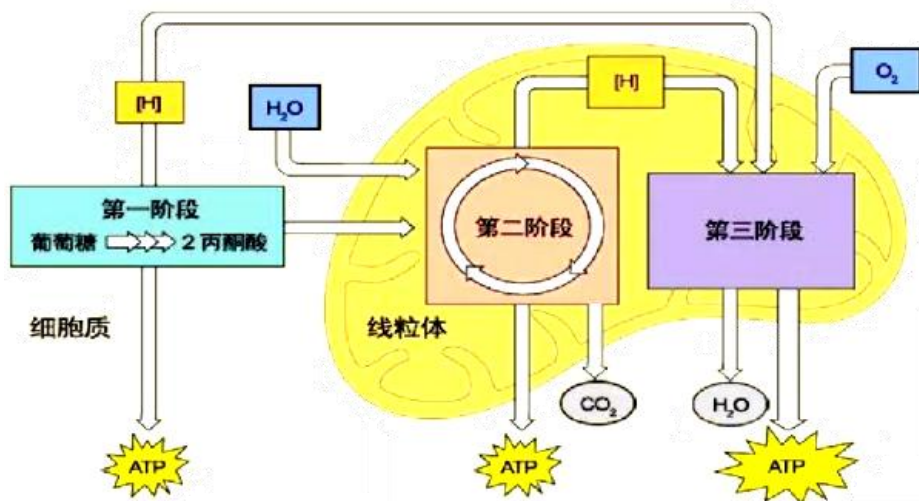 [H]
[H]
O₂
H₂O
第一阶段
葡萄糖 2 丙酮酸
第二阶段
第三阶段
细胞质
线粒体
CO₂
H₂O
ATP
ATP
ATP